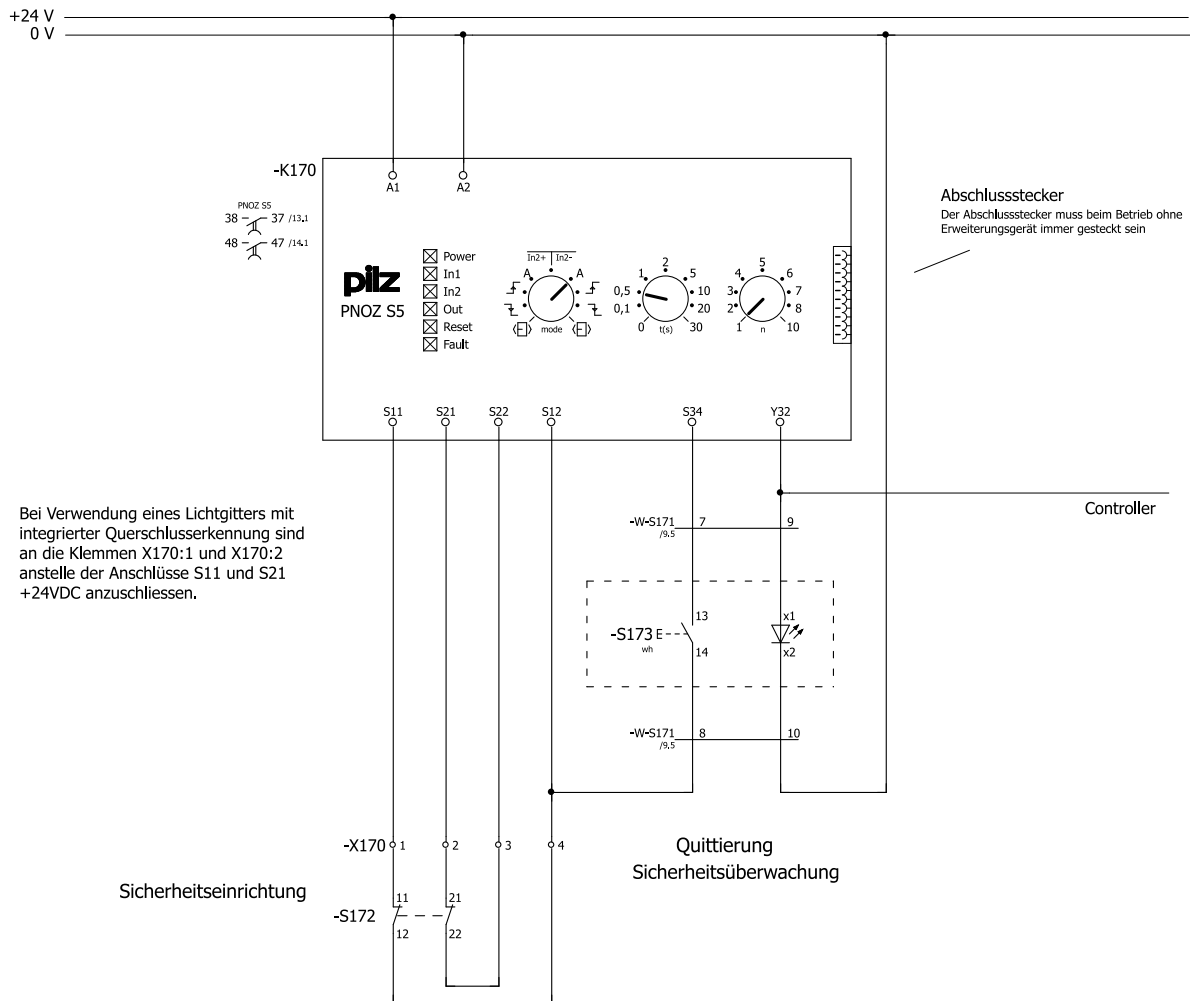 +24 V
0 V
-K170
A1
A2
PNOZ S5
38
37 /13.1
48
47 /14.1
Abschlussstecker
Der Abschlussstecker muss beim Betrieb ohne
Erweiterungsgerät immer gesteckt sein
pilz
PNOZ S5
Power
In1
In2
Out
Reset
Fault
In2+
In2-
A
A
mode
0
0,1
0,5
1
2
5
10
20
30
t(s)
1
2
3
4
5
6
7
8
10
n
S11
S21
S22
S12
S34
Y32
Controller
Bei Verwendung eines Lichtgitters mit
integrierter Querschlusserkennung sind
an die Klemmen X170:1 und X170:2
anstelle der Anschlüsse S11 und S21
+24VDC anzuschliessen.
-W-S171
/9.5
7
9
-S173
wh
13
14
x1
x2
-W-S171
/9.5
8
10
-X170
1
2
3
4
Quittierung
Sicherheitsüberwachung
Sicherheitseinrichtung
-S172
11
12
21
22